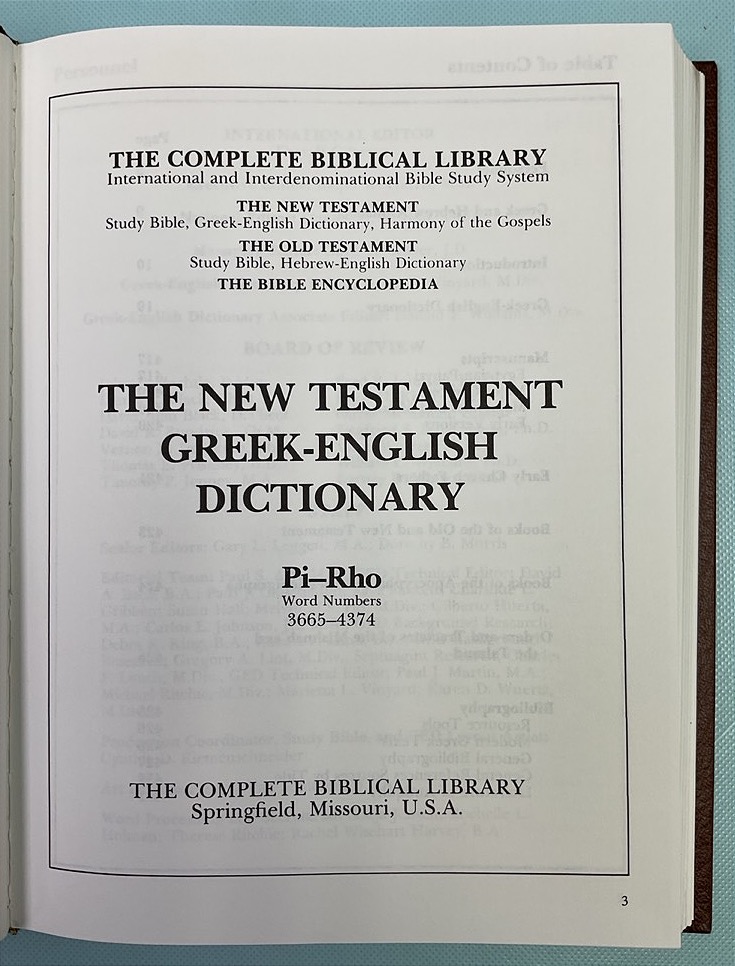 THE COMPLETE BIBLICAL LIBRARY
International and Interdenominational Bible Study System
THE NEW TESTAMENT
Study Bible, Greek-English Dictionary, Harmony of the Gospels
THE OLD TESTAMENT
Study Bible, Hebrew-English Dictionary
THE BIBLE ENCYCLOPEDIA
THE NEW TESTAMENT
GREEK-ENGLISH
DICTIONARY
Pi–Rho
Word Numbers
3665–4374
THE COMPLETE BIBLICAL LIBRARY
Springfield, Missouri, U.S.A.
3